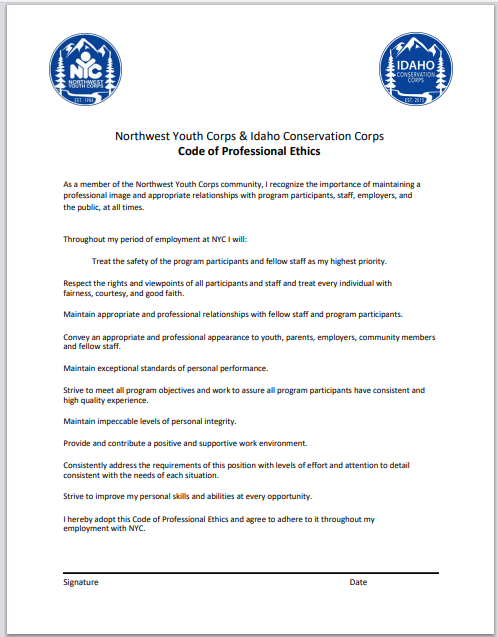 NYC
NORTHWEST
YOUTH CORPS
EST. 1984
IDAHO
CONSERVATION
CORPS
EST. 2015
Northwest Youth Corps & Idaho Conservation Corps
Code of Professional Ethics
As a member of the Northwest Youth Corps community, I recognize the importance of maintaining a
professional image and appropriate relationships with program participants, staff, employers, and
the public, at all times.
Throughout my period of employment at NYC I will:
Treat the safety of the program participants and fellow staff as my highest priority.
Respect the rights and viewpoints of all participants and staff and treat every individual with
fairness, courtesy, and good faith.
Maintain appropriate and professional relationships with fellow staff and program participants.
Convey an appropriate and professional appearance to youth, parents, employers, community members
and fellow staff.
Maintain exceptional standards of personal performance.
Strive to meet all program objectives and work to assure all program participants have consistent and
high quality experience.
Maintain impeccable levels of personal integrity.
Provide and contribute a positive and supportive work environment.
Consistently address the requirements of this position with levels of effort and attention to detail
consistent with the needs of each situation.
Strive to improve my personal skills and abilities at every opportunity.
I hereby adopt this Code of Professional Ethics and agree to adhere to it throughout my
employment with NYC.
Signature Date